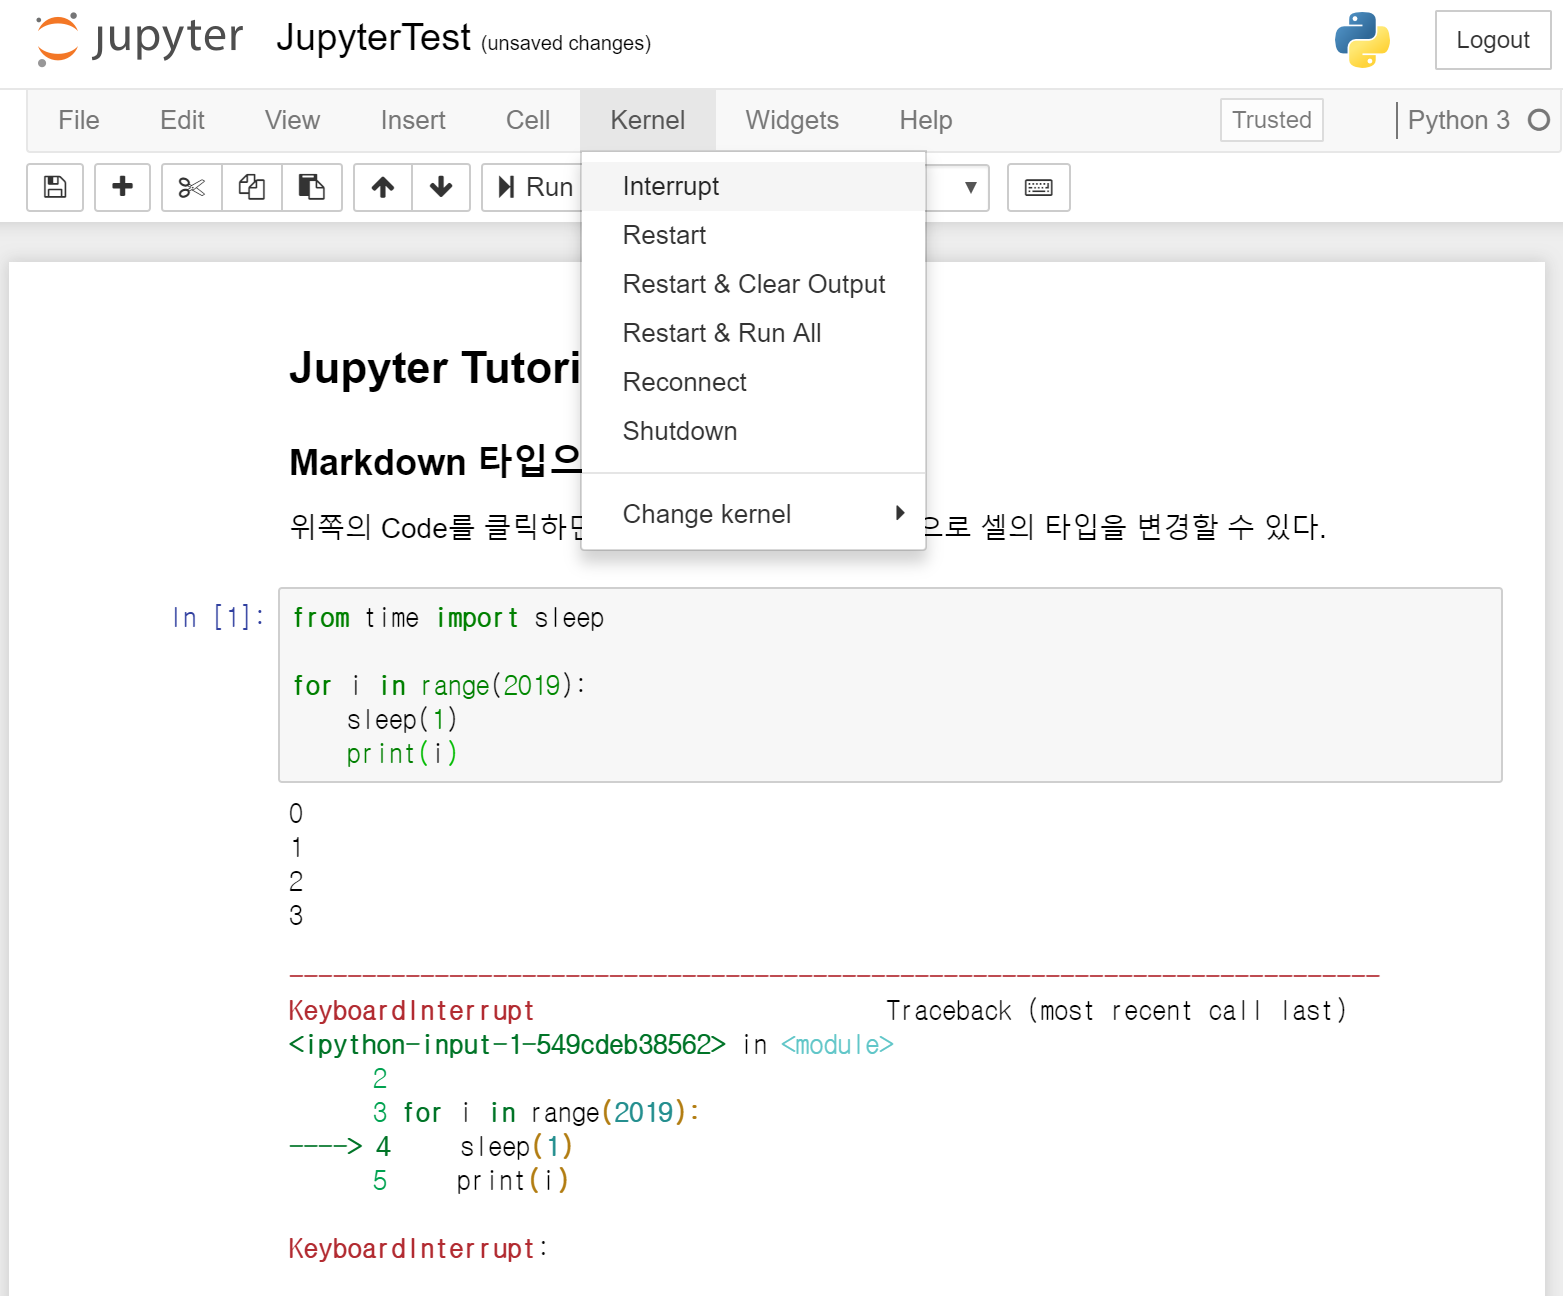 jupyter JupyterTest (unsaved changes) Logout
File Edit View Insert Cell Kernel Widgets Help Trusted Python 3
Run
Interrupt
Restart
Restart & Clear Output
Restart & Run All
Reconnect
Shutdown
Change kernel
Jupyter Tutori
Markdown 타입으
위쪽의 Code를 클릭하 으로 셀의 타입을 변경할 수 있다.
In [1]: from time import sleep
for i in range(2019):
sleep(1)
print(i)
0
1
2
3
---------------------------------------------------------------------------
KeyboardInterrupt Traceback (most recent call last)
<ipython-input-1-549cdeb38562> in <module>
2
3 for i in range(2019):
----> 4 sleep(1)
5 print(i)
KeyboardInterrupt: